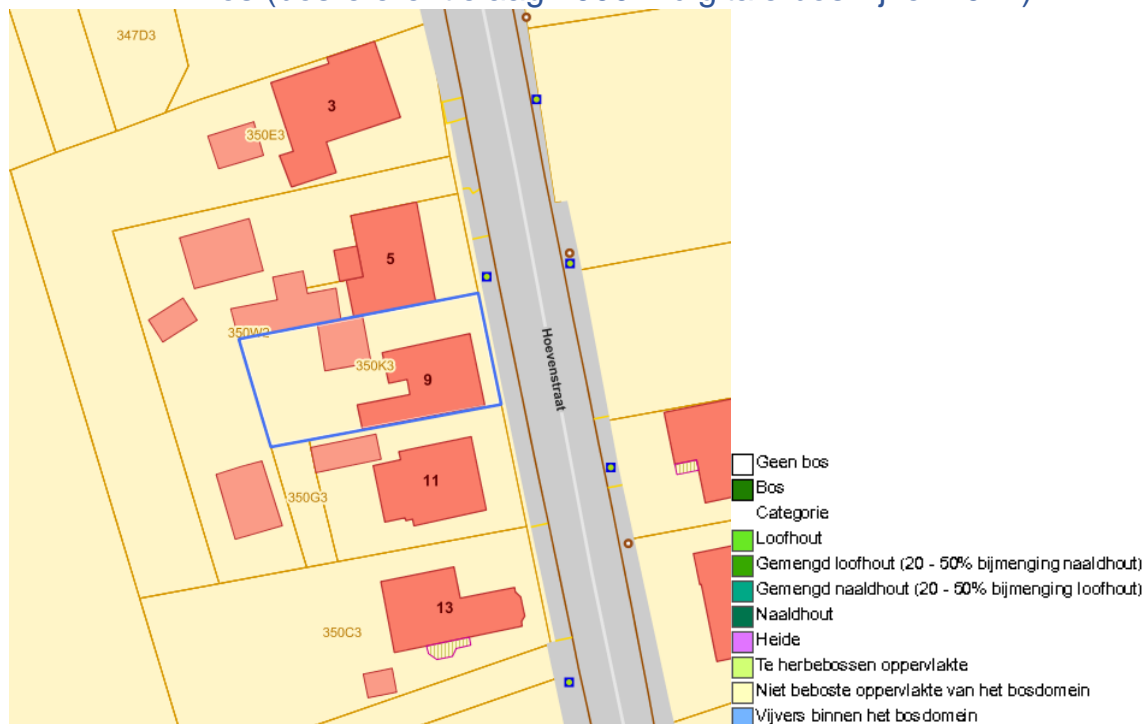 347D3
3
350E3
5
350W2
350K3
9
Hoevenstraat
11
350G3
13
350C3
Geen bos
Bos
Categorie
Loofhout
Gemengd loofhout (20 - 50% bijmenging naaldhout)
Gemengd naaldhout (20 - 50% bijmenging loofhout)
Naaldhout
Heide
Te herbebossen oppervlakte
Niet beboste oppervlakte van het bosdomein
Vijvers binnen het bosdomein